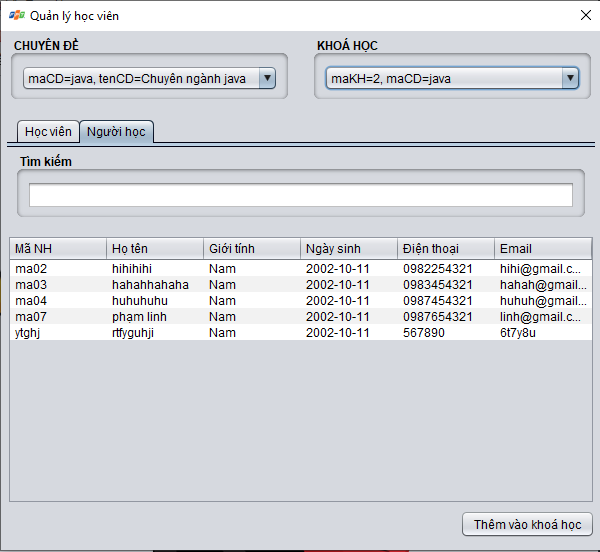 Quản lý học viên
CHUYÊN ĐỀ KHOÁ HỌC
maCD=java, tenCD=Chuyên ngành java maKH=2, maCD=java
Học viên Người học
Tìm kiếm
Mã NH Họ tên Giới tính Ngày sinh Điện thoại Email
ma02 hihihihi Nam 2002-10-11 0982254321 hihi@gmail.c...
ma03 hahahhahaha Nam 2002-10-11 0983454321 hahah@gmail...
ma04 huhuhuhu Nam 2002-10-11 0987454321 huhuh@gmail...
ma07 phạm linh Nam 2002-10-11 0987654321 linh@gmail.c...
ytghj rtfyguhji Nam 2002-10-11 567890 6t7y8u
Thêm vào khoá học